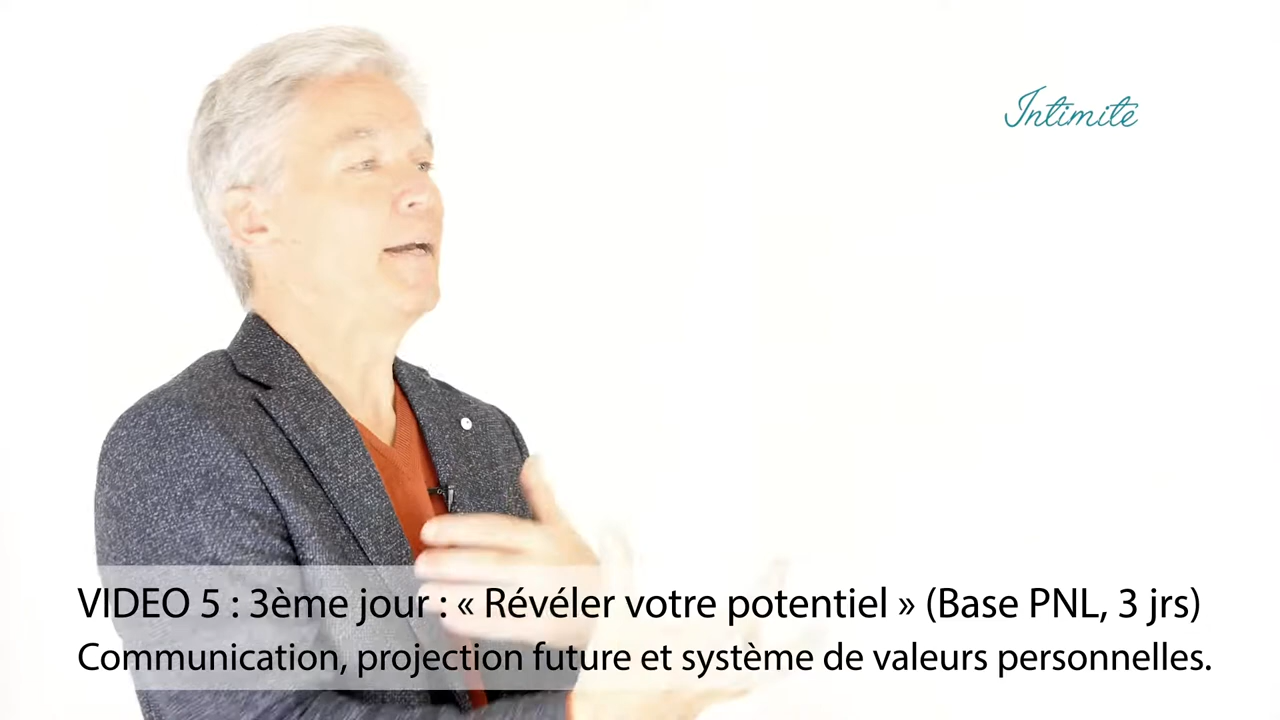 Intimité
VIDEO 5 : 3ème jour : « Révéler votre potentiel » (Base PNL, 3 jrs)
Communication, projection future et système de valeurs personnelles.